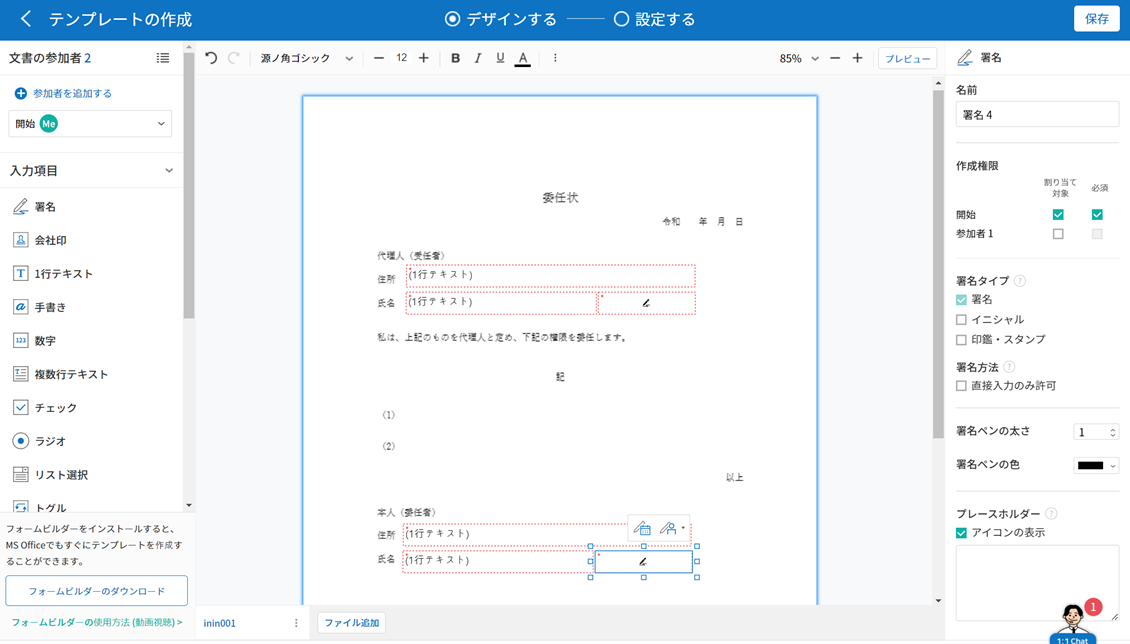 テンプレートの作成
デザインする
設定する
保存
文書の参加者 2
参加者を追加する
開始 Me
入力項目
署名
会社印
T 1行テキスト
a 手書き
123 数字
複数行テキスト
チェック
ラジオ
リスト選択
トグル
フォームビルダーをインストールすると、
MS Officeでもすぐにテンプレートを作成す
ることができます。
フォームビルダーのダウンロード
フォームビルダーの使用方法 (動画視聴) >
源ノ角ゴシック
12
B I U A
85%
プレビュー
委任状
令和 年 月 日
代理人（受任者）
住所 (1行テキスト)
氏名 (1行テキスト)
私は、上記のものを代理人と定め、下記の権限を委任します。
記
（1）
（2）
以上
本人（委任者）
住所 (1行テキスト)
氏名 (1行テキスト)
inin001
ファイル追加
署名
名前
署名 4
作成権限
割り当て
対象
必須
開始
参加者 1
署名タイプ ?
署名
イニシャル
印鑑・スタンプ
署名方法 ?
直接入力のみ許可
署名ペンの太さ 1
署名ペンの色
プレースホルダー ?
アイコンの表示
1
1:1 Chat